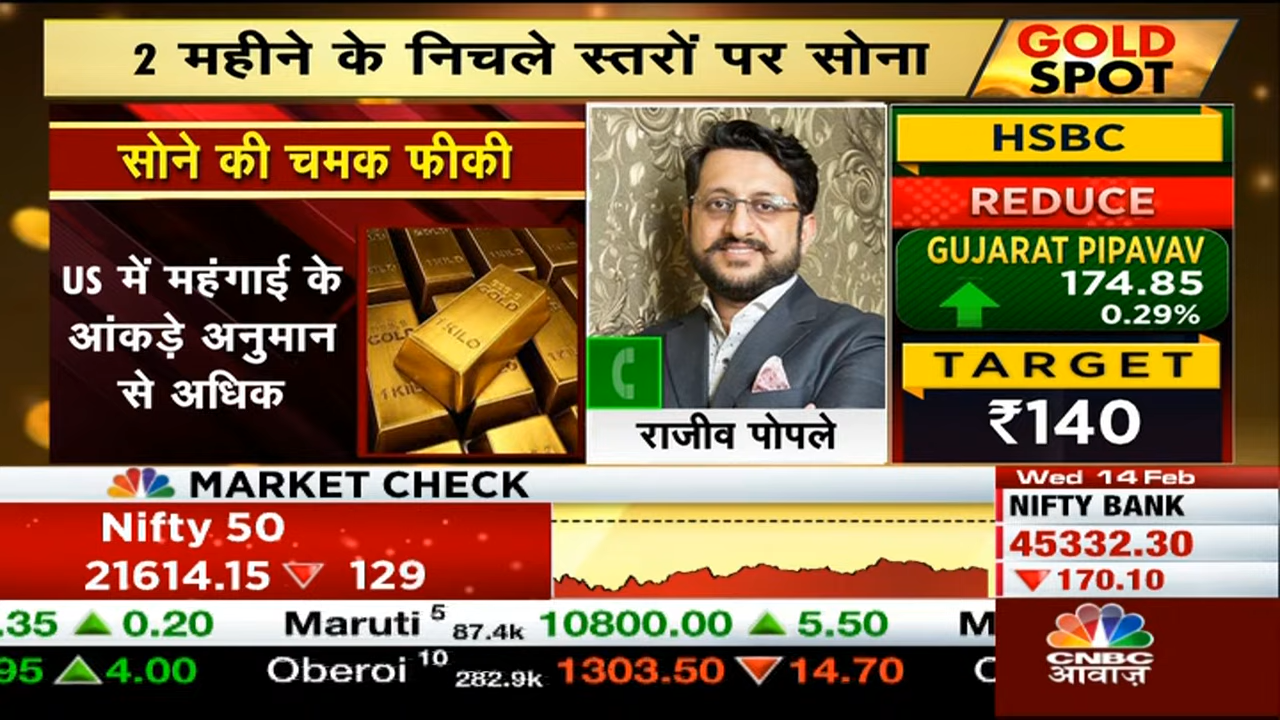 2 महीने के निचले स्तरों पर सोना
GOLD
SPOT
सोने की चमक फीकी
US में महंगाई के
आंकड़े अनुमान
से अधिक
GOLD
1 KILO
राजीव पोपले
HSBC
REDUCE
GUJARAT PIPAVAV
174.85
0.29%
TARGET
₹140
MARKET CHECK
Nifty 50
21614.15 129
Wed 14 Feb
NIFTY BANK
45332.30
170.10
.35 0.20 Maruti 5 87.4k 10800.00 5.50 M
95 4.00 Oberoi 10 282.9k 1303.50 14.70
CNBC
आवाज़